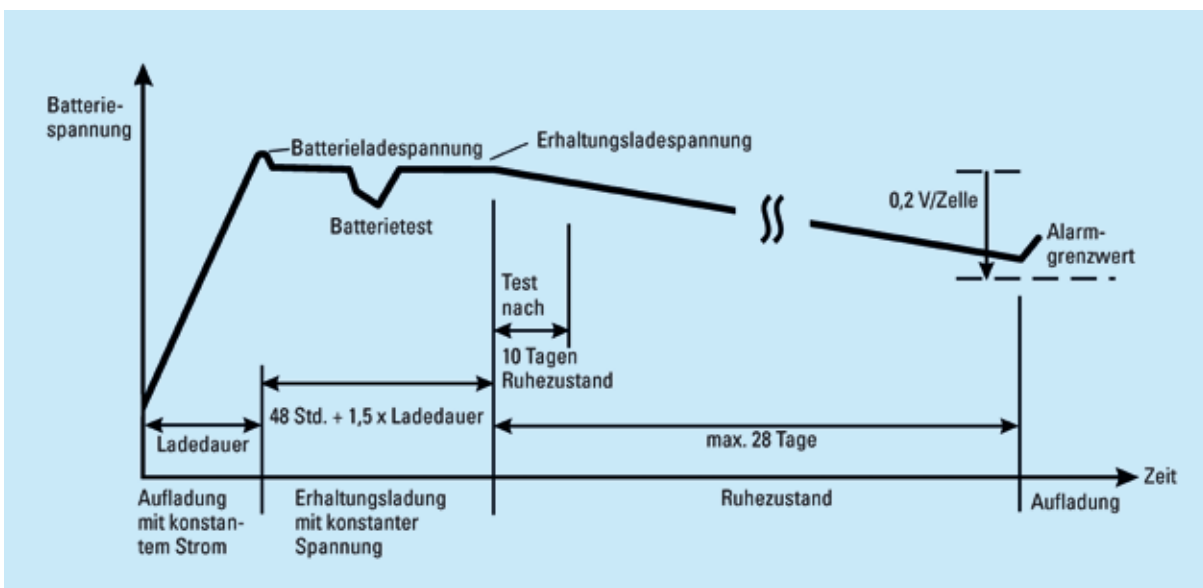 Batterie-
spannung
Batterieladespannung
Erhaltungsladespannung
Batterietest
0,2 V/Zelle
Alarm-
grenzwert
Test
nach
10 Tagen
Ruhezustand
48 Std. + 1,5 x Ladedauer
Ladedauer
max. 28 Tage
Zeit
Aufladung
mit konstan-
tem Strom
Erhaltungsladung
mit konstanter
Spannung
Ruhezustand
Aufladung